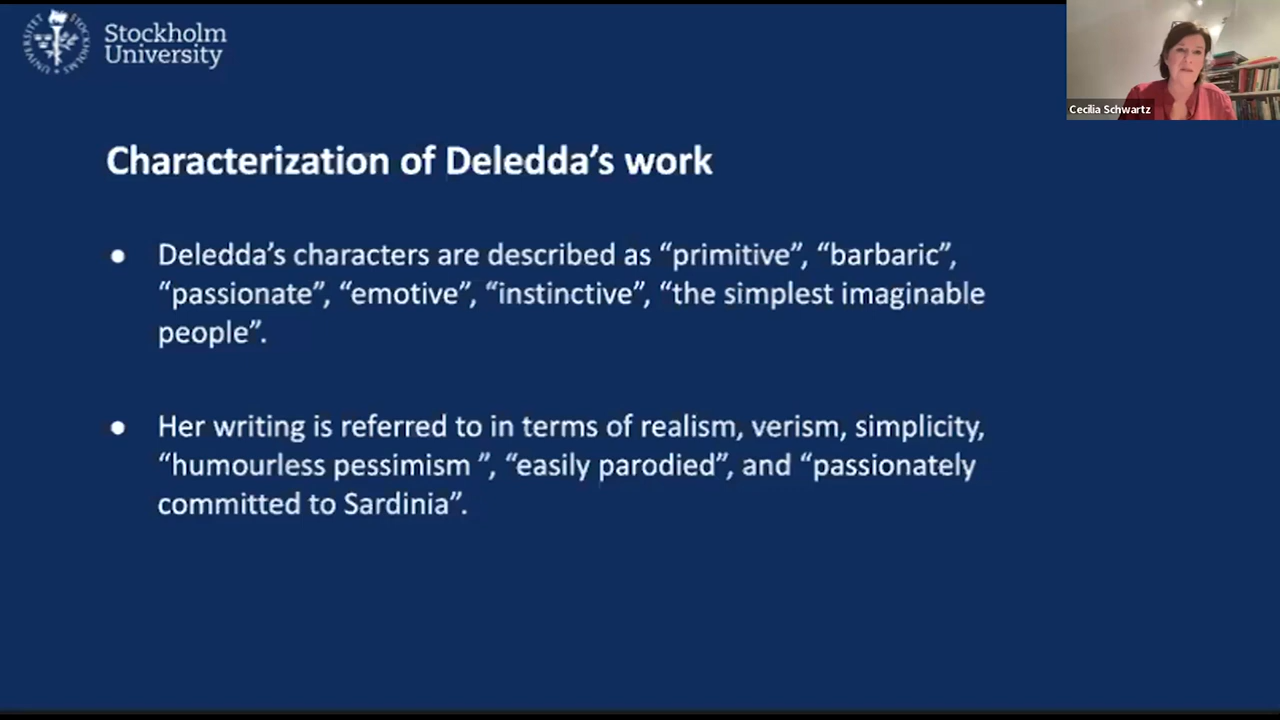 Stockholm
University
Cecilia Schwartz
Characterization of Deledda’s work
● Deledda’s characters are described as “primitive”, “barbaric”,
“passionate”, “emotive”, “instinctive”, “the simplest imaginable
people”.
● Her writing is referred to in terms of realism, verism, simplicity,
“humourless pessimism ”, “easily parodied”, and “passionately
committed to Sardinia”.